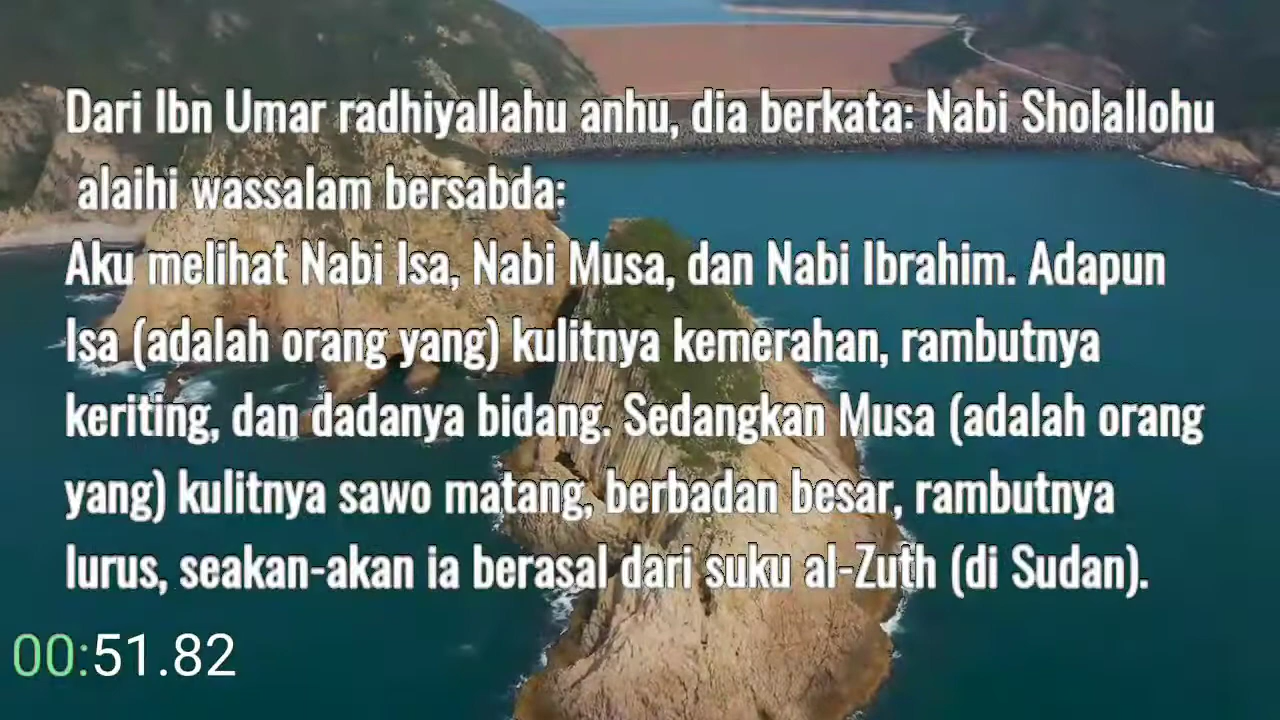 Dari Ibn Umar radhiyallahu anhu, dia berkata: Nabi Sholallohu
alaihi wassalam bersabda:
Aku melihat Nabi Isa, Nabi Musa, dan Nabi Ibrahim. Adapun
Isa (adalah orang yang) kulitnya kemerahan, rambutnya
keriting, dan dadanya bidang. Sedangkan Musa (adalah orang
yang) kulitnya sawo matang, berbadan besar, rambutnya
lurus, seakan-akan ia berasal dari suku al-Zuth (di Sudan).
00:51.82